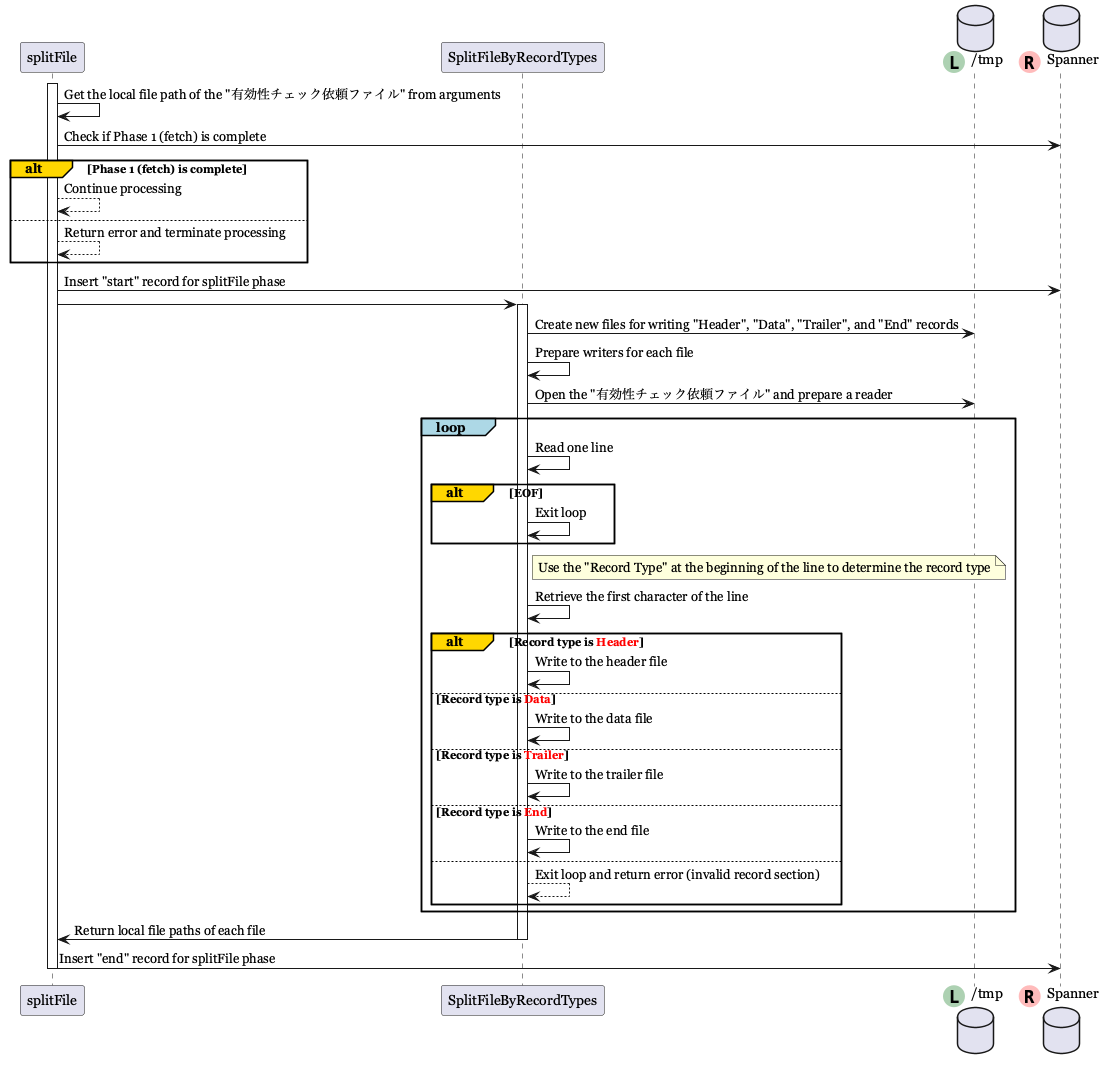 splitFile
SplitFileByRecordTypes
L /tmp
R Spanner
Get the local file path of the "有効性チェック依頼ファイル" from arguments
Check if Phase 1 (fetch) is complete
alt [Phase 1 (fetch) is complete]
Continue processing
Return error and terminate processing
Insert "start" record for splitFile phase
Create new files for writing "Header", "Data", "Trailer", and "End" records
Prepare writers for each file
Open the "有効性チェック依頼ファイル" and prepare a reader
loop
Read one line
alt [EOF]
Exit loop
Use the "Record Type" at the beginning of the line to determine the record type
Retrieve the first character of the line
alt [Record type is Header]
Write to the header file
[Record type is Data]
Write to the data file
[Record type is Trailer]
Write to the trailer file
[Record type is End]
Write to the end file
Exit loop and return error (invalid record section)
Return local file paths of each file
Insert "end" record for splitFile phase
splitFile
SplitFileByRecordTypes
L /tmp
R Spanner